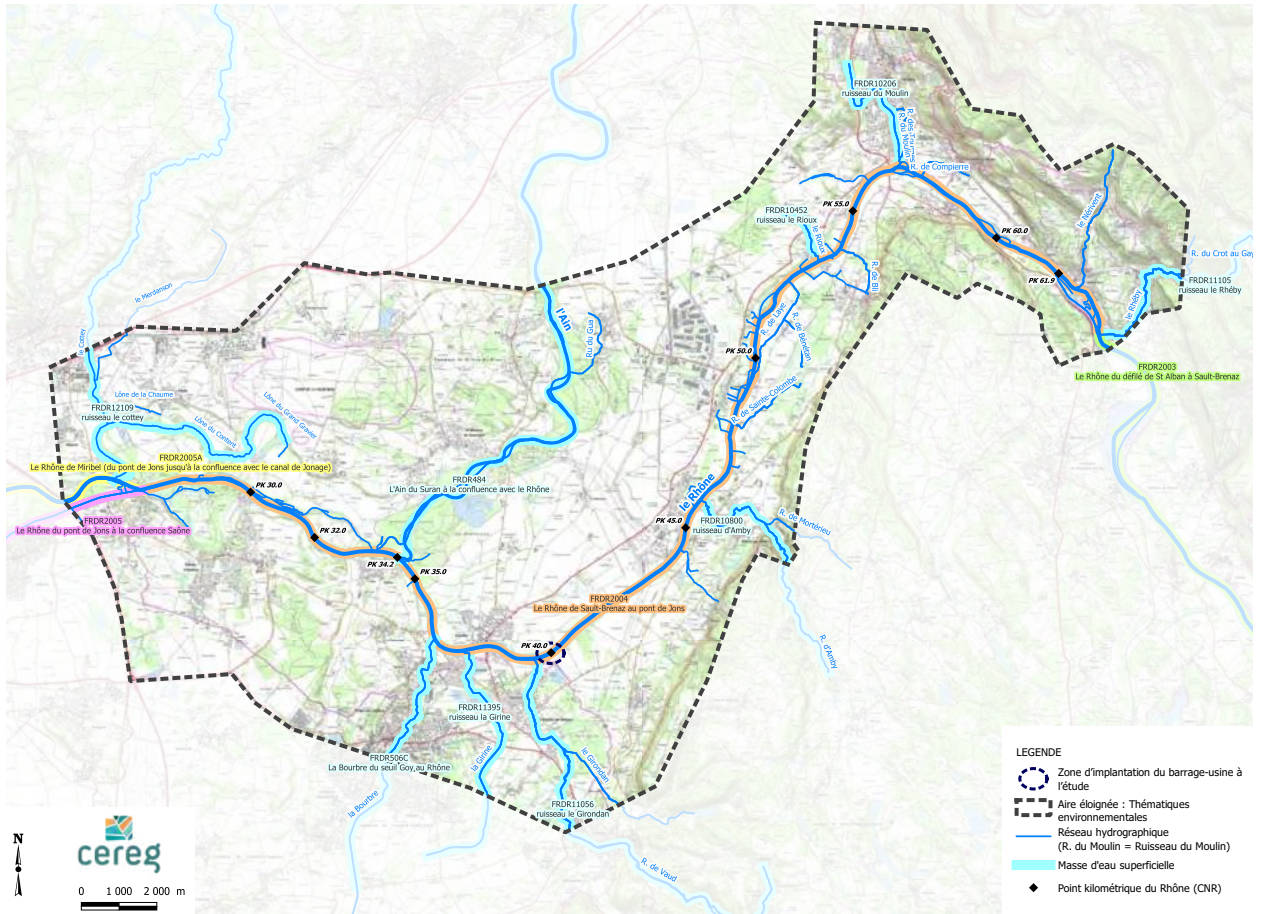 FRDR10206
ruisseau du Moulin
R. du Moulin
R. de Compierre
PK 55.0
FRDR10452
ruisseau le Rioux
le Rioux
R. de Bli
PK 60.0
PK 61.9
le Nérivent
R. du Crot au Gay
FRDR11105
ruisseau le Rhéby
le Rhéby
FRDR2003
Le Rhône du défilé de St Alban à Sault-Brenaz
le Merdanson
le Cottey
l'Ain
Ru du Gua
R. de Laye
R. de Bénétan
PK 50.0
R. de Sainte-Colombe
Lône de la Chaume
FRDR12109
ruisseau le cottey
Lône du Content
Lône du Grand Gravier
FRDR2005A
Le Rhône de Miribel (du pont de Jons jusqu'à la confluence avec le canal de Jonage)
FRDR484
L'Ain du Suran à la confluence avec le Rhône
PK 30.0
le Rhône
FRDR2005
Le Rhône du pont de Jons à la confluence Saône
PK 32.0
PK 45.0
FRDR10800
ruisseau d'Amby
R. de Mortérieu
PK 34.2
PK 35.0
FRDR2004
Le Rhône de Sault-Brenaz au pont de Jons
PK 40.0
R. d'Amby
FRDR11395
ruisseau la Girine
la Girine
le Girondan
FRDR506C
La Bourbre du seuil Goy au Rhône
la Bourbre
FRDR11056
ruisseau le Girondan
R. de Vaud
LEGENDE
Zone d'implantation du barrage-usine à
l'étude
Aire éloignée : Thématiques
environnementales
Réseau hydrographique
(R. du Moulin = Ruisseau du Moulin)
Masse d'eau superficielle
Point kilométrique du Rhône (CNR)
N
cereg
0 1 000 2 000 m